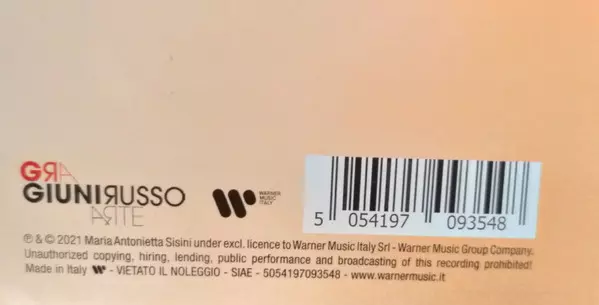 GRA
GIUNI RUSSO
ARTE
WARNER
MUSIC
ITALY
5 054197 093548
℗ & © 2021 Maria Antonietta Sisini under excl. licence to Warner Music Italy Srl - Warner Music Group Company.
Unauthorized copying, hiring, lending, public performance and broadcasting of this recording prohibited!
Made in Italy - VIETATO IL NOLEGGIO - SIAE - 5054197093548 - www.warnermusic.it